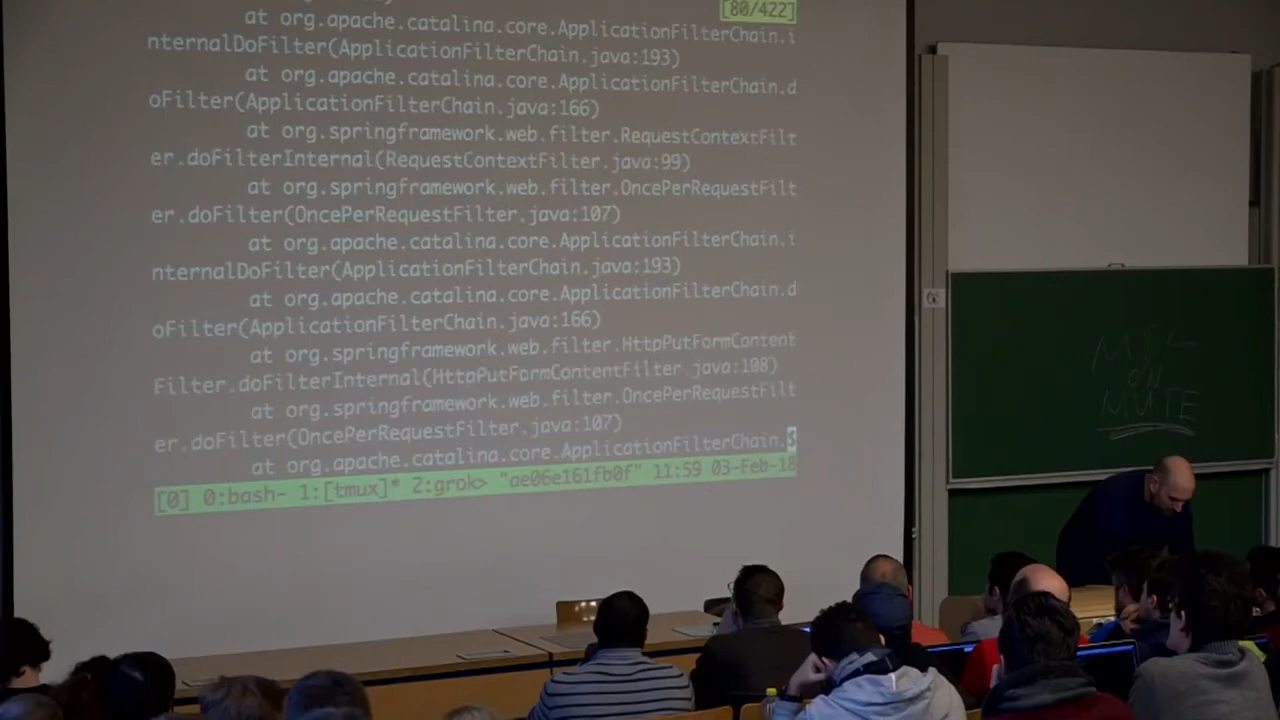 [80/422]
at org.apache.catalina.core.ApplicationFilterChain.i
nternalDoFilter(ApplicationFilterChain.java:193)
at org.apache.catalina.core.ApplicationFilterChain.d
oFilter(ApplicationFilterChain.java:166)
at org.springframework.web.filter.RequestContextFilt
er.doFilterInternal(RequestContextFilter.java:99)
at org.springframework.web.filter.OncePerRequestFilt
er.doFilter(OncePerRequestFilter.java:107)
at org.apache.catalina.core.ApplicationFilterChain.i
nternalDoFilter(ApplicationFilterChain.java:193)
at org.apache.catalina.core.ApplicationFilterChain.d
oFilter(ApplicationFilterChain.java:166)
at org.springframework.web.filter.HttpPutFormContent
Filter.doFilterInternal(HttpPutFormContentFilter.java:108)
at org.springframework.web.filter.OncePerRequestFilt
er.doFilter(OncePerRequestFilter.java:107)
at org.apache.catalina.core.ApplicationFilterChain.$
[0] 0:bash- 1:[tmux]* 2:grok> "ae06e161fb0f" 11:59 03-Feb-18
MIC
ON
MUTE